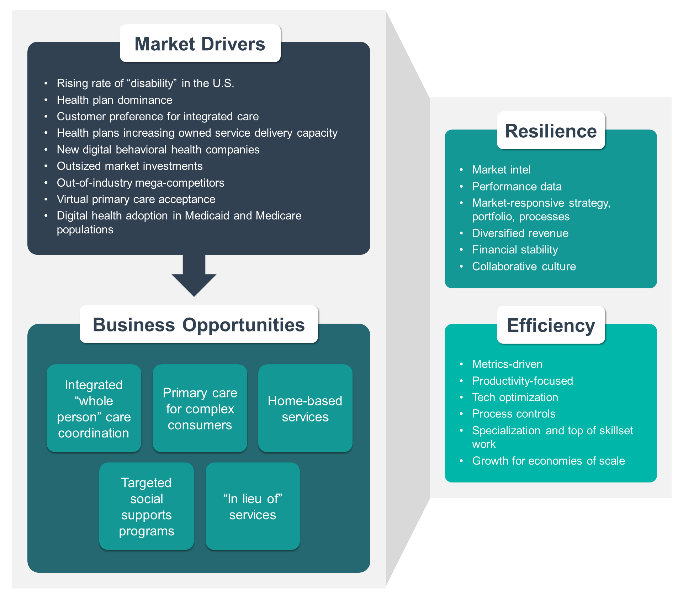 Market Drivers
• Rising rate of “disability” in the U.S.
• Health plan dominance
• Customer preference for integrated care
• Health plans increasing owned service delivery capacity
• New digital behavioral health companies
• Outsized market investments
• Out-of-industry mega-competitors
• Virtual primary care acceptance
• Digital health adoption in Medicaid and Medicare
populations
Business Opportunities
Integrated
“whole
person” care
coordination
Primary care
for complex
consumers
Home-based
services
Targeted
social
supports
programs
“In lieu of”
services
Resilience
• Market intel
• Performance data
• Market-responsive strategy,
portfolio, processes
• Diversified revenue
• Financial stability
• Collaborative culture
Efficiency
• Metrics-driven
• Productivity-focused
• Tech optimization
• Process controls
• Specialization and top of skillset
work
• Growth for economies of scale